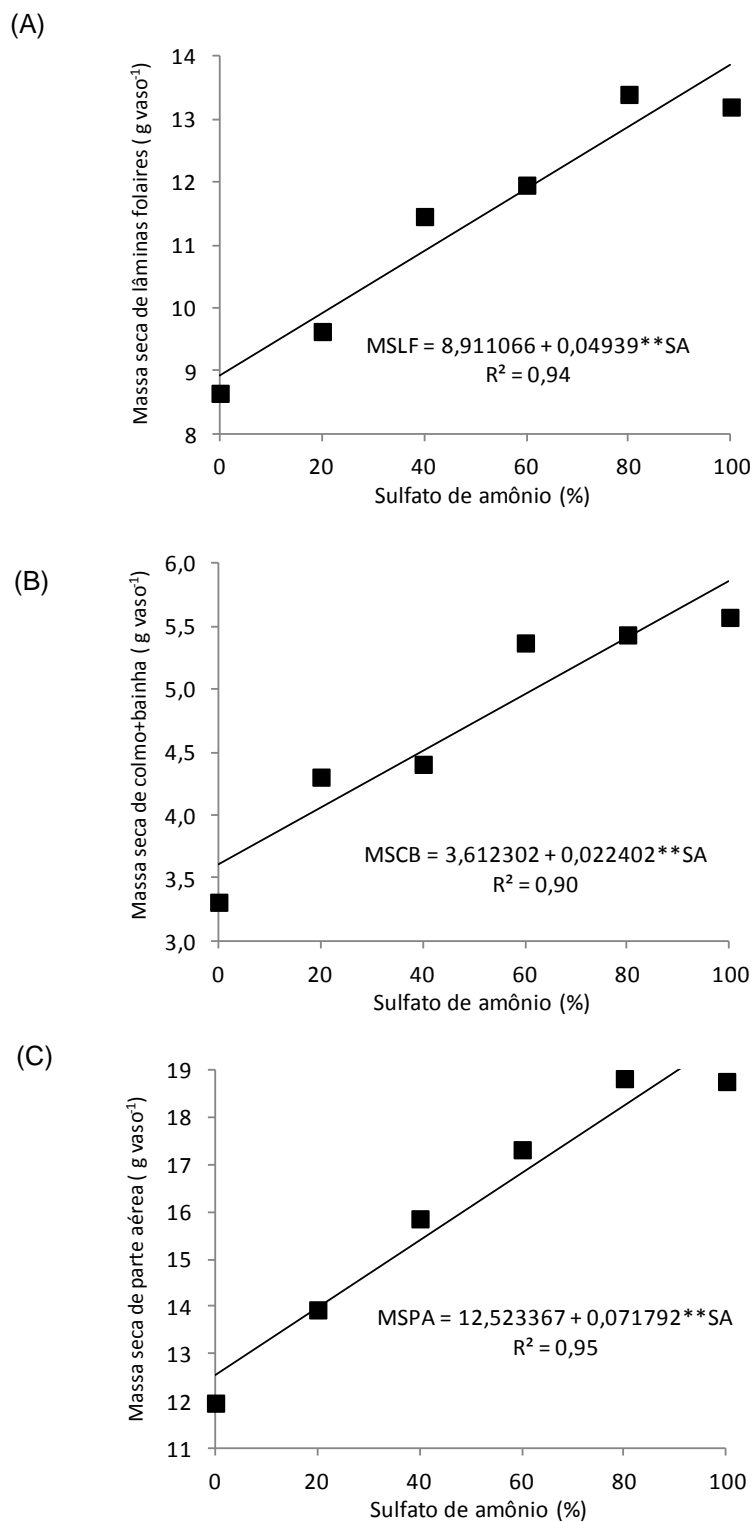 (A)
Massa seca de lâminas folaires ( g vaso⁻¹)
14
13
12
11
10
9
8
MSLF = 8,911066 + 0,04939**SA
R² = 0,94
0 20 40 60 80 100
Sulfato de amônio (%)
(B)
Massa seca de colmo+bainha ( g vaso⁻¹)
6,0
5,5
5,0
4,5
4,0
3,5
3,0
MSCB = 3,612302 + 0,022402**SA
R² = 0,90
0 20 40 60 80 100
Sulfato de amônio (%)
(C)
Massa seca de parte aérea ( g vaso⁻¹)
19
18
17
16
15
14
13
12
11
MSPA = 12,523367 + 0,071792**SA
R² = 0,95
0 20 40 60 80 100
Sulfato de amônio (%)